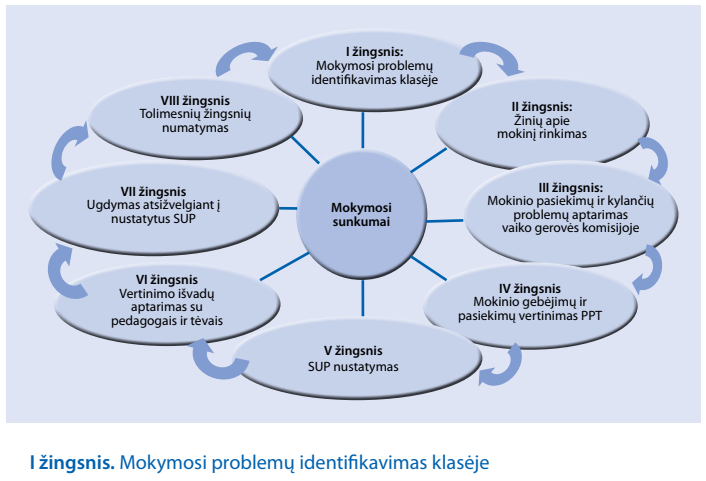 I žingsnis:
Mokymosi problemų
identifikavimas klasėje
II žingsnis:
Žinių apie
mokinį rinkimas
III žingsnis:
Mokinio pasiekimų ir kylančių
problemų aptarimas
vaiko gerovės komisijoje
IV žingsnis
Mokinio gebėjimų ir
pasiekimų vertinimas PPT
V žingsnis
SUP nustatymas
VI žingsnis
Vertinimo išvadų
aptarimas su
pedagogais ir tėvais
VII žingsnis
Ugdymas atsižvelgiant į
nustatytus SUP
VIII žingsnis
Tolimesnių žingsnių
numatymas
Mokymosi
sunkumai
I žingsnis. Mokymosi problemų identifikavimas klasėje